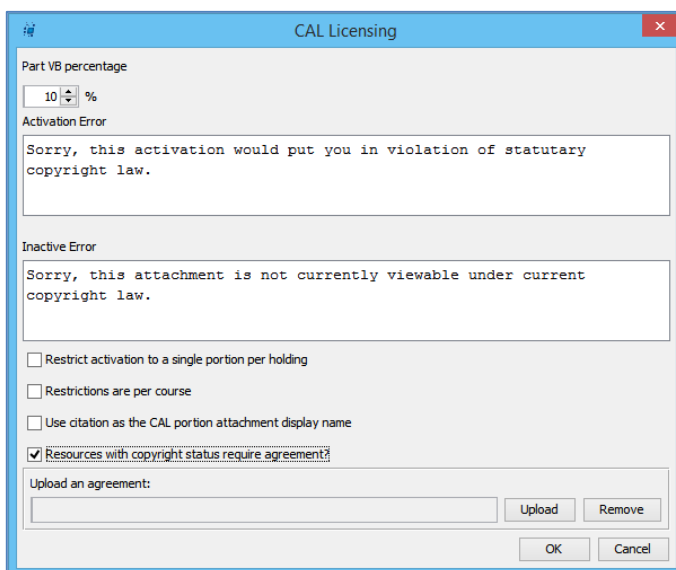 CAL Licensing
Part VB percentage
10 %
Activation Error
Sorry, this activation would put you in violation of statutary
copyright law.
Inactive Error
Sorry, this attachment is not currently viewable under current
copyright law.
Restrict activation to a single portion per holding
Restrictions are per course
Use citation as the CAL portion attachment display name
Resources with copyright status require agreement?
Upload an agreement:
Upload Remove
OK Cancel